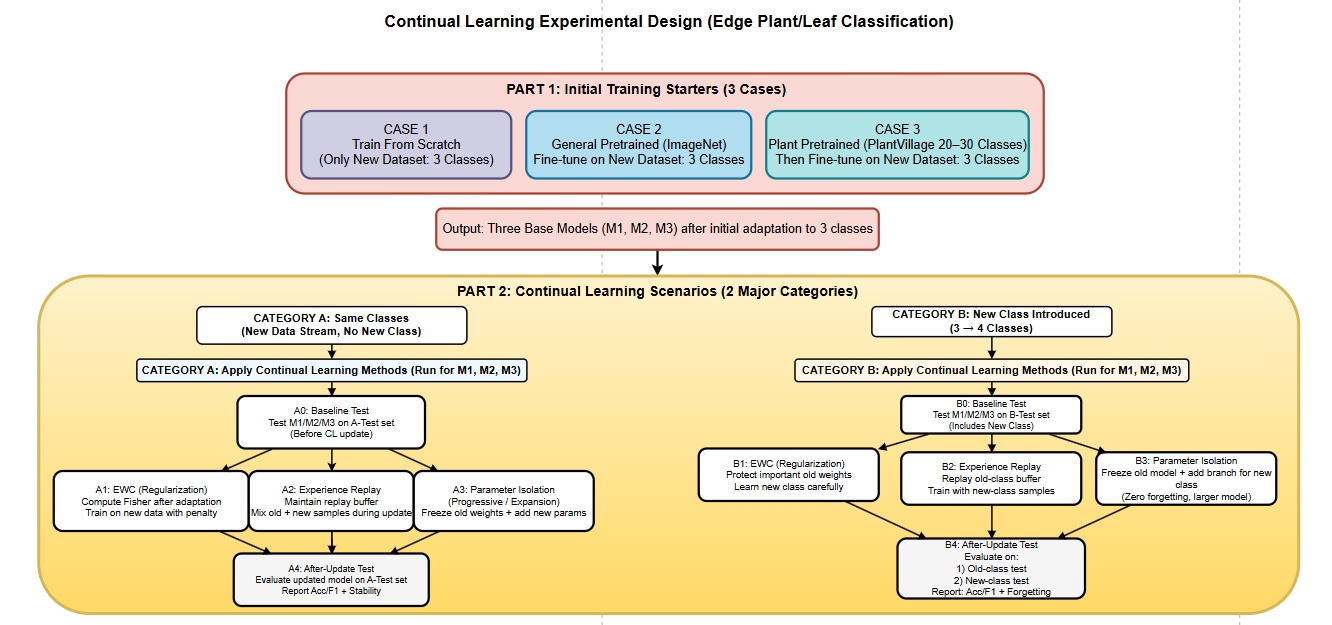 Continual Learning Experimental Design (Edge Plant/Leaf Classification)
PART 1: Initial Training Starters (3 Cases)
CASE 1
Train From Scratch
(Only New Dataset: 3 Classes)
CASE 2
General Pretrained (ImageNet)
Fine-tune on New Dataset: 3 Classes
CASE 3
Plant Pretrained (PlantVillage 20–30 Classes)
Then Fine-tune on New Dataset: 3 Classes
Output: Three Base Models (M1, M2, M3) after initial adaptation to 3 classes
PART 2: Continual Learning Scenarios (2 Major Categories)
CATEGORY A: Same Classes
(New Data Stream, No New Class)
CATEGORY A: Apply Continual Learning Methods (Run for M1, M2, M3)
A0: Baseline Test
Test M1/M2/M3 on A-Test set
(Before CL update)
A1: EWC (Regularization)
Compute Fisher after adaptation
Train on new data with penalty
A2: Experience Replay
Maintain replay buffer
Mix old + new samples during update
A3: Parameter Isolation
(Progressive / Expansion)
Freeze old weights + add new params
A4: After-Update Test
Evaluate updated model on A-Test set
Report Acc/F1 + Stability
CATEGORY B: New Class Introduced
(3 → 4 Classes)
CATEGORY B: Apply Continual Learning Methods (Run for M1, M2, M3)
B0: Baseline Test
Test M1/M2/M3 on B-Test set
(Includes New Class)
B1: EWC (Regularization)
Protect important old weights
Learn new class carefully
B2: Experience Replay
Replay old-class buffer
Train with new-class samples
B3: Parameter Isolation
Freeze old model + add branch for new
class
(Zero forgetting, larger model)
B4: After-Update Test
Evaluate on:
1) Old-class test
2) New-class test
Report: Acc/F1 + Forgetting